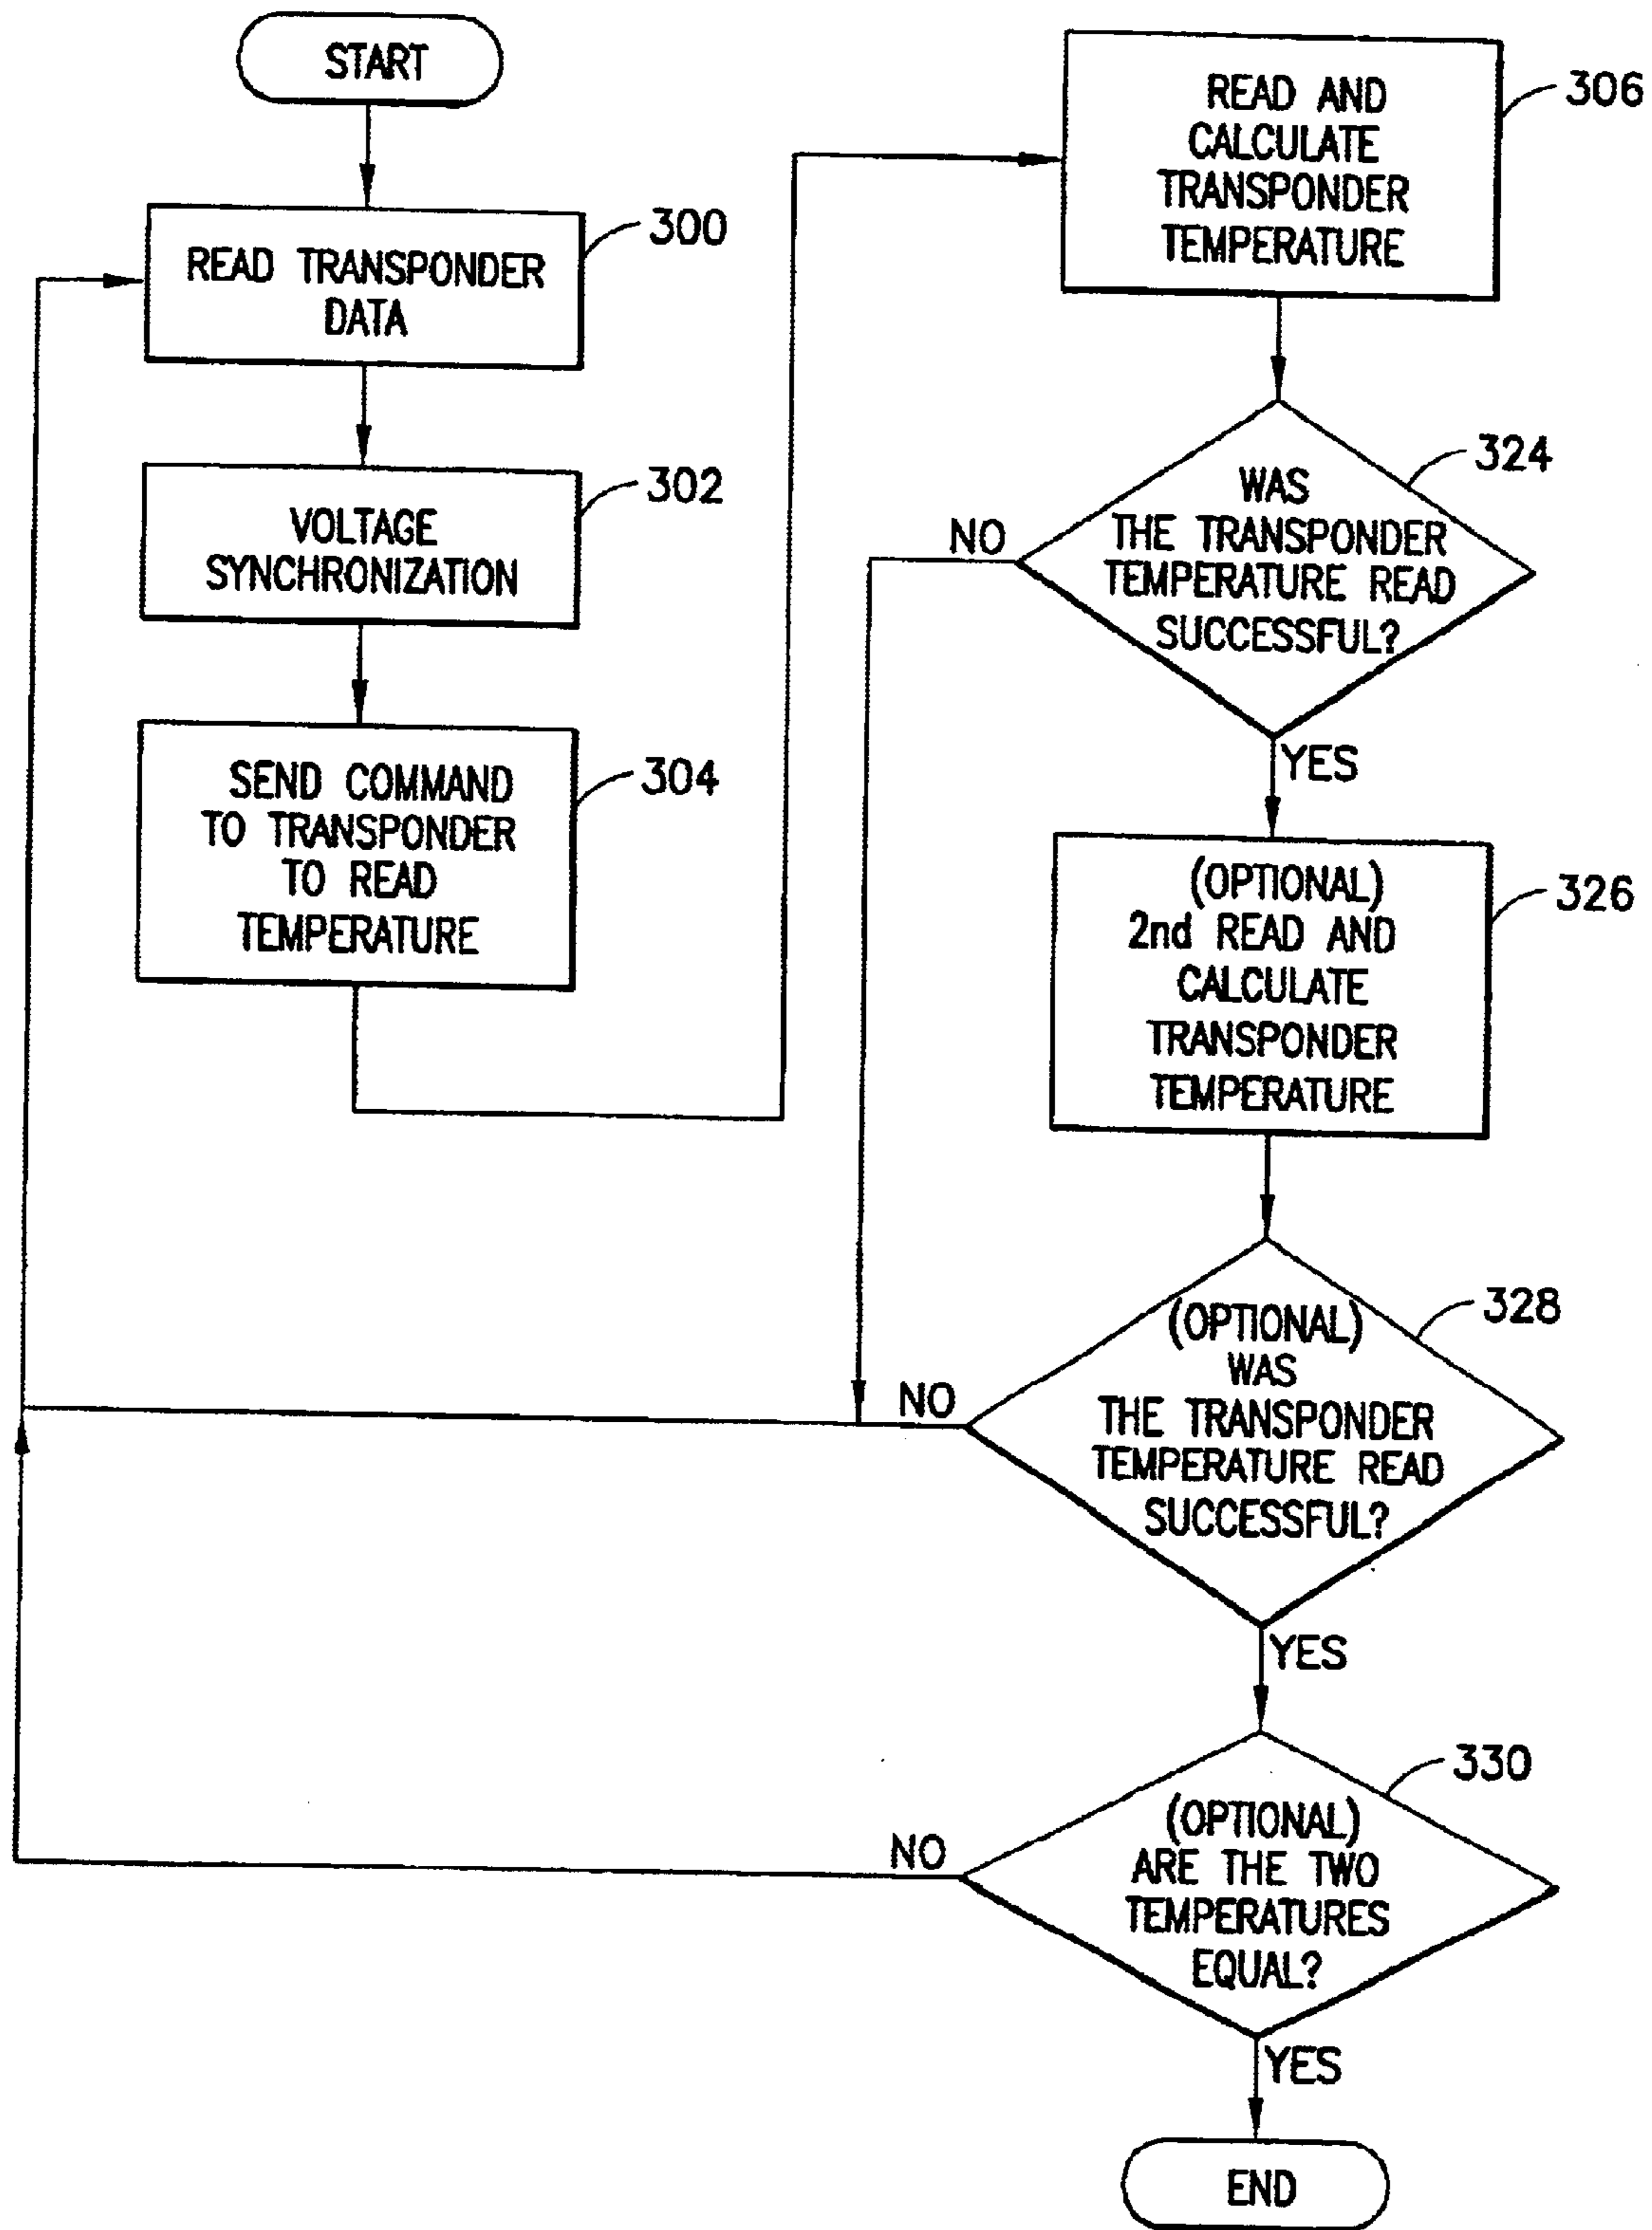 START
300
READ TRANSPONDER
DATA
302
VOLTAGE
SYNCHRONIZATION
304
SEND COMMAND
TO TRANSPONDER
TO READ
TEMPERATURE
306
READ AND
CALCULATE
TRANSPONDER
TEMPERATURE
324
WAS
THE TRANSPONDER
TEMPERATURE READ
SUCCESSFUL?
NO
YES
326
(OPTIONAL)
2nd READ AND
CALCULATE
TRANSPONDER
TEMPERATURE
328
(OPTIONAL)
WAS
THE TRANSPONDER
TEMPERATURE READ
SUCCESSFUL?
NO
YES
330
(OPTIONAL)
ARE THE TWO
TEMPERATURES
EQUAL?
NO
YES
END